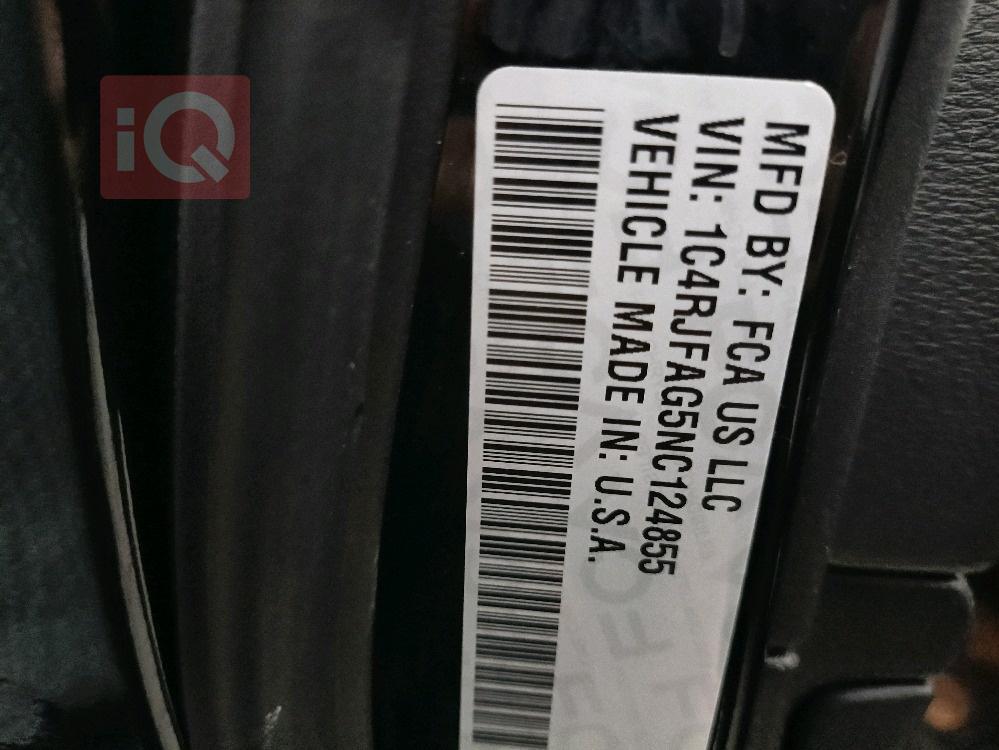 iQ
MFD BY: FCA US LLC
VIN: 1C4RJFAG5NC124855
VEHICLE MADE IN: U.S.A.